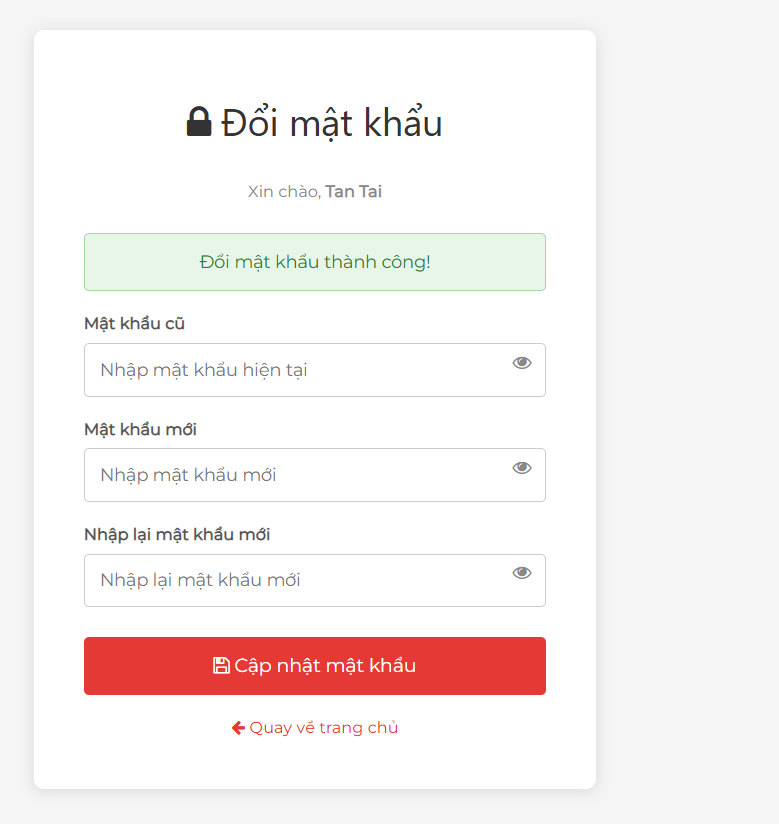 Đổi mật khẩu
Xin chào, Tan Tai
Đổi mật khẩu thành công!
Mật khẩu cũ
Nhập mật khẩu hiện tại
Mật khẩu mới
Nhập mật khẩu mới
Nhập lại mật khẩu mới
Nhập lại mật khẩu mới
Cập nhật mật khẩu
Quay về trang chủ